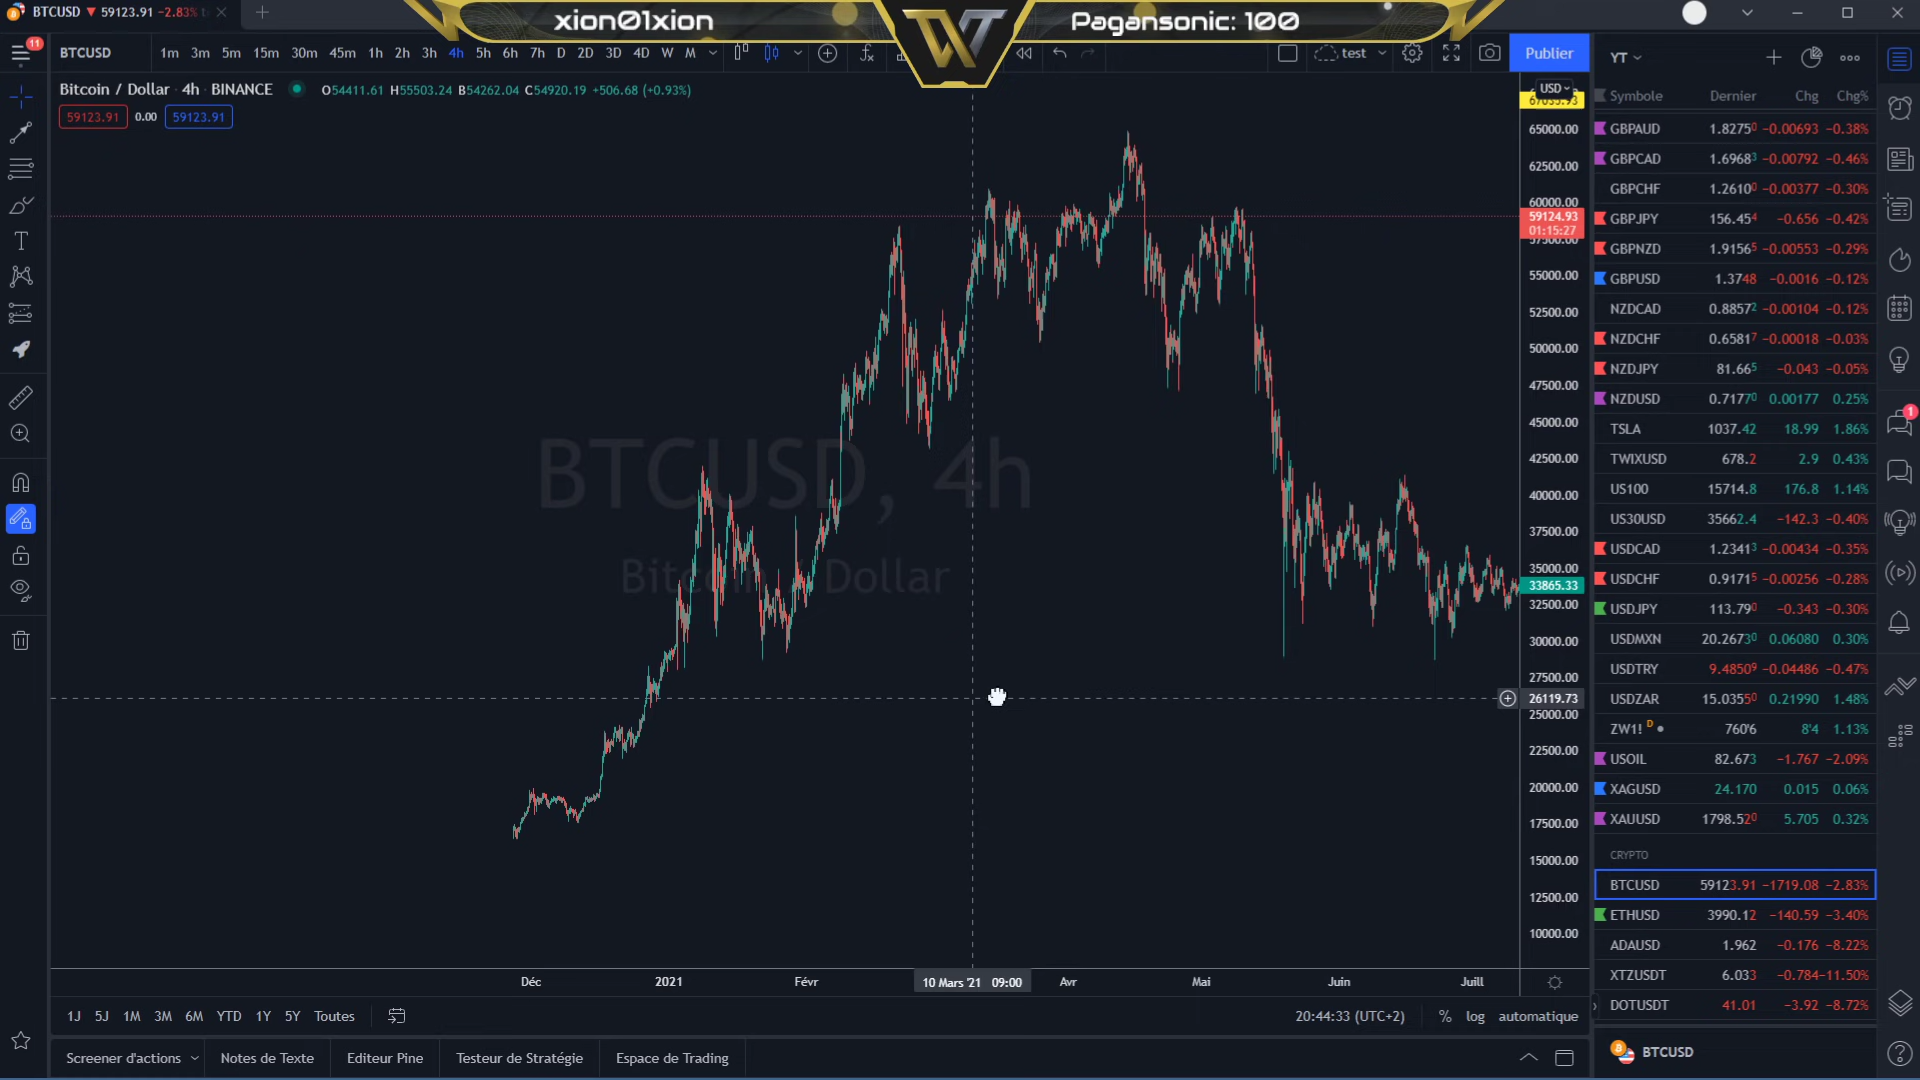 BTCUSD ▼ 59123.91 −2.83%
xion01xion
Pagansonic: 100
11
BTCUSD
1m 3m 5m 15m 30m 45m 1h 2h 3h 4h 5h 6h 7h D 2D 3D 4D W M
test
Publier
YT
Bitcoin / Dollar · 4h · BINANCE
O54411.61 H55503.24 B54262.04 C54920.19 +506.68 (+0.93%)
59123.91 0.00 59123.91
USD
65000.00
62500.00
60000.00
59124.93
01:15:27
57500.00
55000.00
52500.00
50000.00
47500.00
45000.00
42500.00
40000.00
37500.00
35000.00
33865.33
32500.00
30000.00
27500.00
26119.73
25000.00
22500.00
20000.00
17500.00
15000.00
12500.00
10000.00
BTCUSD, 4h
Bitcoin / Dollar
Déc 2021 Févr 10 Mars '21 09:00 Avr Mai Juin Juill
1J 5J 1M 3M 6M YTD 1Y 5Y Toutes
20:44:33 (UTC+2) % log automatique
Screener d'actions Notes de Texte Editeur Pine Testeur de Stratégie Espace de Trading
Symbole Dernier Chg Chg%
GBPAUD 1.82750 −0.00693 −0.38%
GBPCAD 1.69683 −0.00792 −0.46%
GBPCHF 1.26100 −0.00377 −0.30%
GBPJPY 156.454 −0.656 −0.42%
GBPNZD 1.91565 −0.00553 −0.29%
GBPUSD 1.3748 −0.0016 −0.12%
NZDCAD 0.88572 −0.00104 −0.12%
NZDCHF 0.65817 −0.00018 −0.03%
NZDJPY 81.665 −0.043 −0.05%
NZDUSD 0.71770 0.00177 0.25%
TSLA 1037.42 18.99 1.86%
TWIXUSD 678.2 2.9 0.43%
US100 15714.8 176.8 1.14%
US30USD 35662.4 −142.3 −0.40%
USDCAD 1.23413 −0.00434 −0.35%
USDCHF 0.91715 −0.00256 −0.28%
USDJPY 113.790 −0.343 −0.30%
USDMXN 20.26730 0.06080 0.30%
USDTRY 9.48509 −0.04486 −0.47%
USDZAR 15.03550 0.21990 1.48%
ZW1! D 760'6 8'4 1.13%
USOIL 82.673 −1.767 −2.09%
XAGUSD 24.170 0.015 0.06%
XAUUSD 1798.520 5.705 0.32%
CRYPTO
BTCUSD 59123.91 −1719.08 −2.83%
ETHUSD 3990.12 −140.59 −3.40%
ADAUSD 1.962 −0.176 −8.22%
XTZUSDT 6.033 −0.784 −11.50%
DOTUSDT 41.01 −3.92 −8.72%
BTCUSD
1